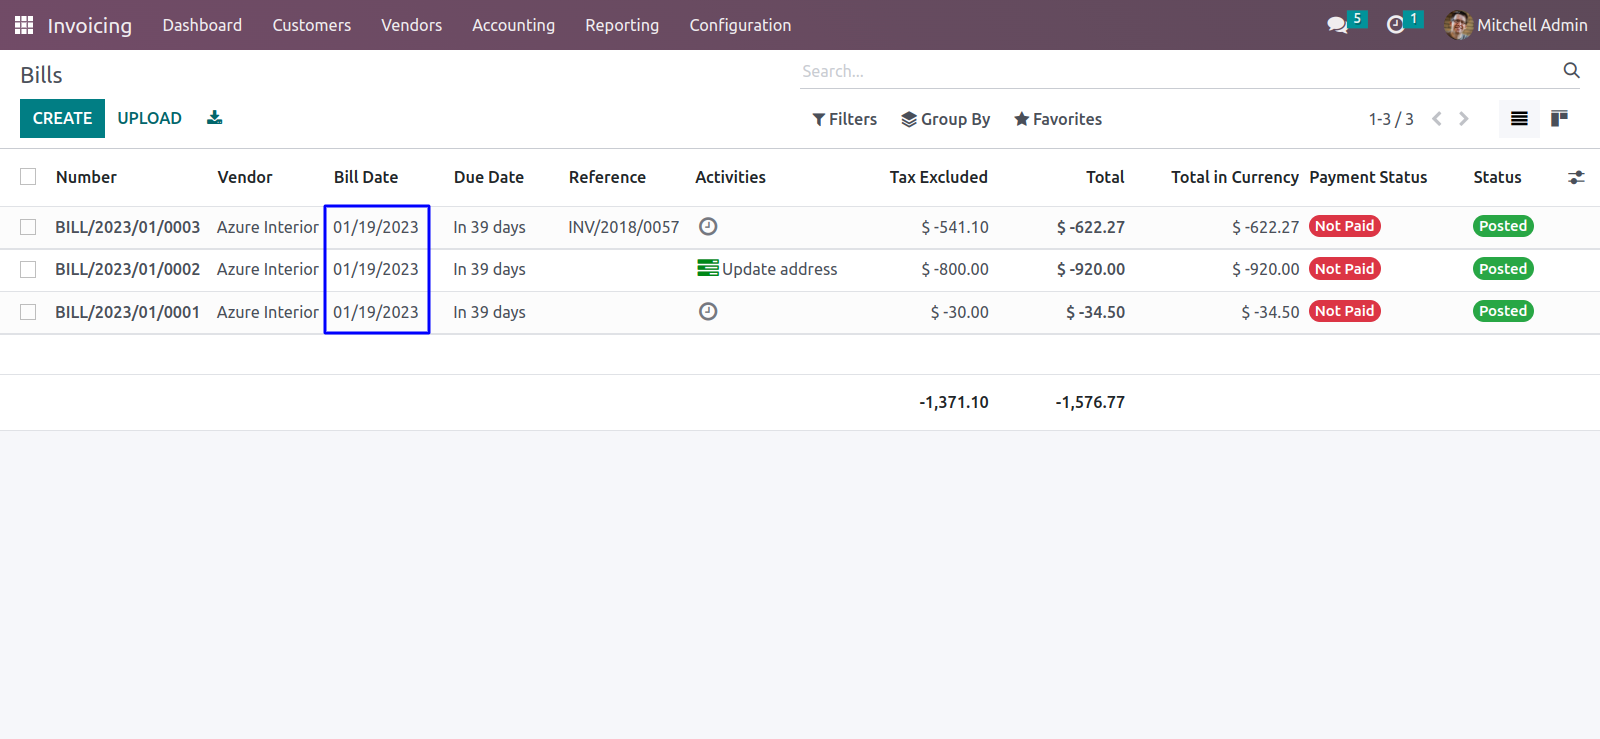 Invoicing Dashboard Customers Vendors Accounting Reporting Configuration 5 1 Mitchell Admin
Bills Search...
CREATE UPLOAD Filters Group By Favorites 1-3 / 3
Number Vendor Bill Date Due Date Reference Activities Tax Excluded Total Total in Currency Payment Status Status
BILL/2023/01/0003 Azure Interior 01/19/2023 In 39 days INV/2018/0057 $ -541.10 $ -622.27 $ -622.27 Not Paid Posted
BILL/2023/01/0002 Azure Interior 01/19/2023 In 39 days Update address $ -800.00 $ -920.00 $ -920.00 Not Paid Posted
BILL/2023/01/0001 Azure Interior 01/19/2023 In 39 days $ -30.00 $ -34.50 $ -34.50 Not Paid Posted
-1,371.10 -1,576.77